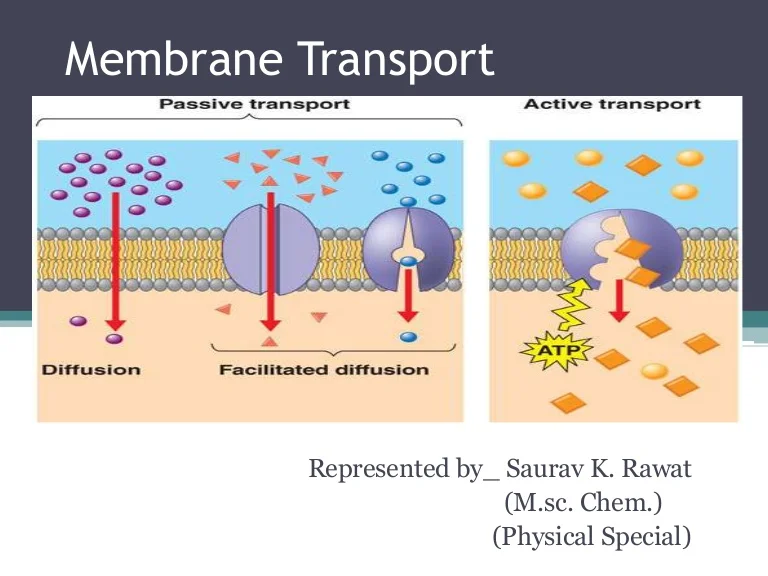 Membrane Transport
Passive transport
Active transport
ATP
Diffusion
Facilitated diffusion
Represented by_ Saurav K. Rawat
(M.sc. Chem.)
(Physical Special)